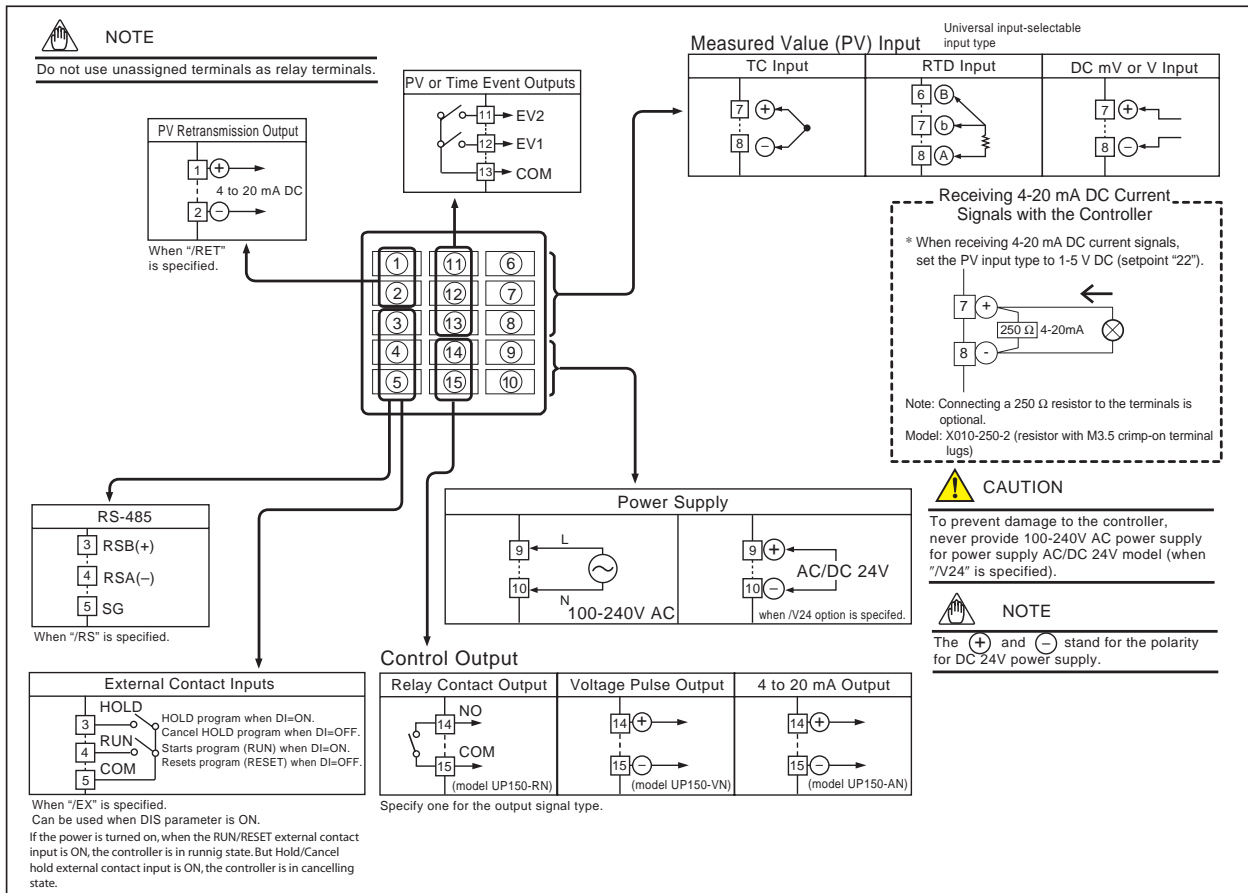 NOTE
Do not use unassigned terminals as relay terminals.
PV Retransmission Output
1 +
4 to 20 mA DC
2 −
When "/RET"
is specified.
PV or Time Event Outputs
11 EV2
12 EV1
13 COM
Measured Value (PV) Input
Universal input-selectable
input type
TC Input
7 +
8 −
RTD Input
6 B
7 b
8 A
DC mV or V Input
7 +
8 −
Receiving 4-20 mA DC Current
Signals with the Controller
* When receiving 4-20 mA DC current signals,
set the PV input type to 1-5 V DC (setpoint “22”).
7 +
250 Ω 4-20mA
8 -
Note: Connecting a 250 Ω resistor to the terminals is
optional.
Model: X010-250-2 (resistor with M3.5 crimp-on terminal
lugs)
1 11 6
2 12 7
3 13 8
4 14 9
5 15 10
CAUTION
To prevent damage to the controller,
never provide 100-240V AC power supply
for power supply AC/DC 24V model (when
"/V24" is specified).
NOTE
The + and − stand for the polarity
for DC 24V power supply.
RS-485
3 RSB(+)
4 RSA(−)
5 SG
When "/RS" is specified.
Power Supply
9 L
10 N
100-240V AC
9 +
AC/DC 24V
10 −
when /V24 option is specifed.
External Contact Inputs
HOLD
3
HOLD program when DI=ON.
Cancel HOLD program when DI=OFF.
RUN
4
Starts program (RUN) when DI=ON.
Resets program (RESET) when DI=OFF.
COM
5
When "/EX" is specified.
Can be used when DIS parameter is ON.
If the power is turned on, when the RUN/RESET external contact
input is ON, the controller is in runnig state. But Hold/Cancel
hold external contact input is ON, the controller is in cancelling
state.
Control Output
Relay Contact Output
NO
14
COM
15
(model UP150-RN)
Voltage Pulse Output
14 +
15 −
(model UP150-VN)
4 to 20 mA Output
14 +
15 −
(model UP150-AN)
Specify one for the output signal type.